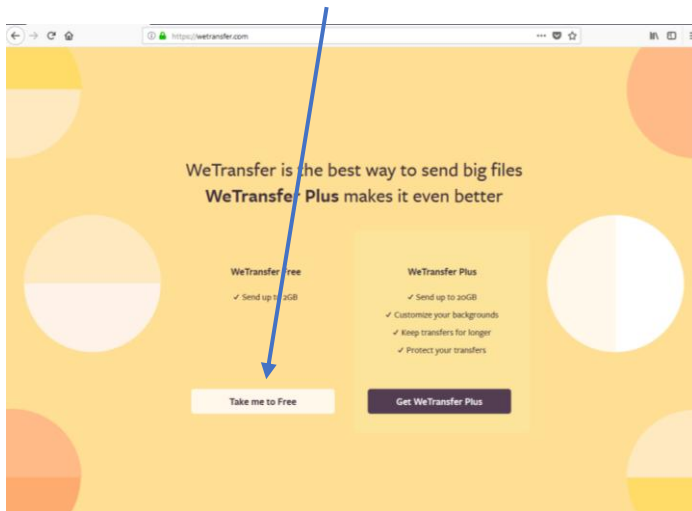 https://wetransfer.com
WeTransfer is the best way to send big files
WeTransfer Plus makes it even better
WeTransfer Free
✓ Send up to 2GB
WeTransfer Plus
✓ Send up to 20GB
✓ Customize your backgrounds
✓ Keep transfers for longer
✓ Protect your transfers
Take me to Free
Get WeTransfer Plus